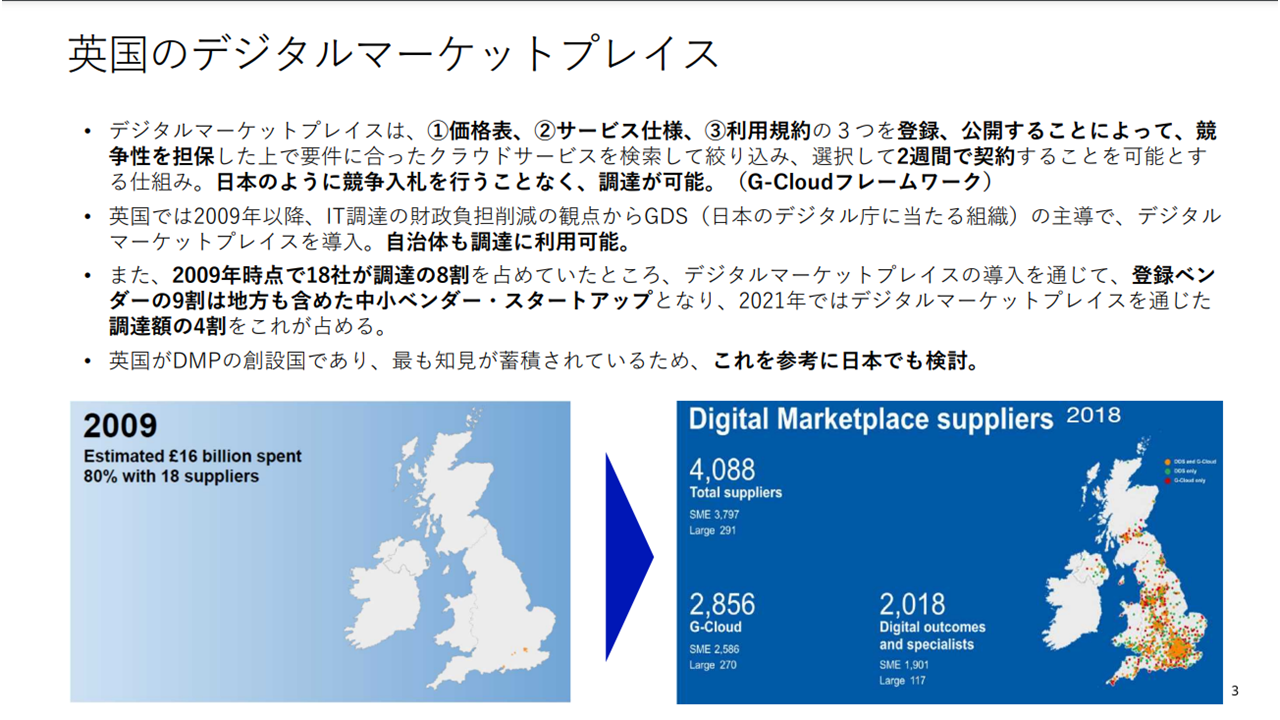 英国のデジタルマーケットプレイス
• デジタルマーケットプレイスは、①価格表、②サービス仕様、③利用規約の３つを登録、公開することによって、競
争性を担保した上で要件に合ったクラウドサービスを検索して絞り込み、選択して2週間で契約することを可能とす
る仕組み。日本のように競争入札を行うことなく、調達が可能。（G-Cloudフレームワーク）
• 英国では2009年以降、IT調達の財政負担削減の観点からGDS（日本のデジタル庁に当たる組織）の主導で、デジタル
マーケットプレイスを導入。自治体も調達に利用可能。
• また、2009年時点で18社が調達の8割を占めていたところ、デジタルマーケットプレイスの導入を通じて、登録ベン
ダーの9割は地方も含めた中小ベンダー・スタートアップとなり、2021年ではデジタルマーケットプレイスを通じた
調達額の4割をこれが占める。
• 英国がDMPの創設国であり、最も知見が蓄積されているため、これを参考に日本でも検討。
2009
Estimated £16 billion spent
80% with 18 suppliers
Digital Marketplace suppliers 2018
4,088
Total suppliers
SME 3,797
Large 291
DOS and G-Cloud
DOS only
G-Cloud only
2,856
G-Cloud
SME 2,586
Large 270
2,018
Digital outcomes
and specialists
SME 1,901
Large 117
3